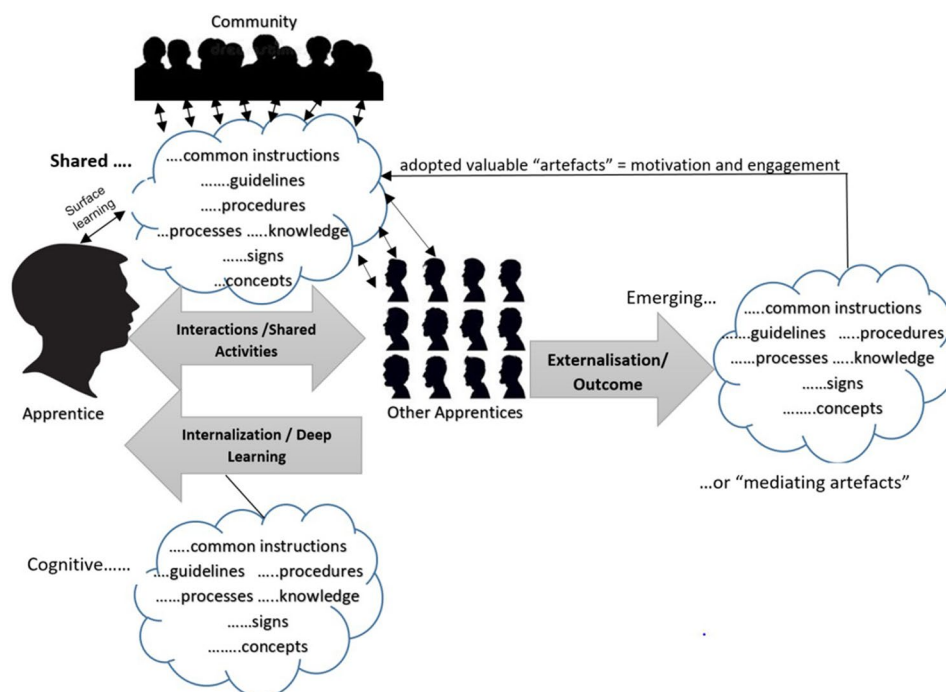 Community
Shared ....
....common instructions
.......guidelines
.....procedures
...processes .....knowledge
......signs
...concepts
adopted valuable “artefacts” = motivation and engagement
Surface
learning
Interactions /Shared
Activities
Apprentice
Other Apprentices
Externalisation/
Outcome
Emerging...
.....common instructions
.......guidelines .....procedures
......processes .....knowledge
......signs
........concepts
...or “mediating artefacts”
Internalization / Deep
Learning
Cognitive......
.....common instructions
....guidelines .....procedures
......processes .....knowledge
......signs
........concepts